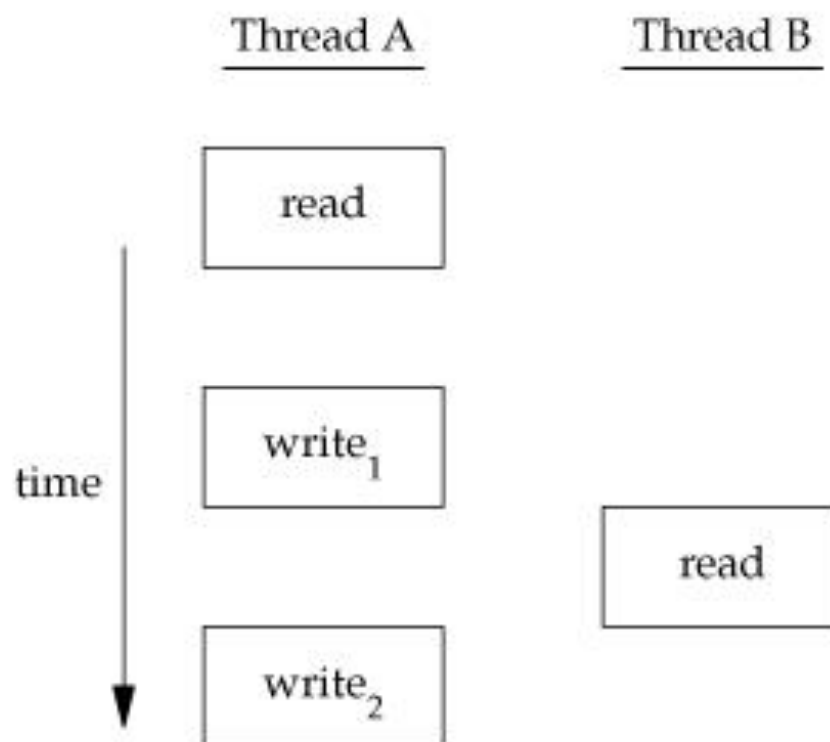 Thread A Thread B
read
write₁
time
read
write₂